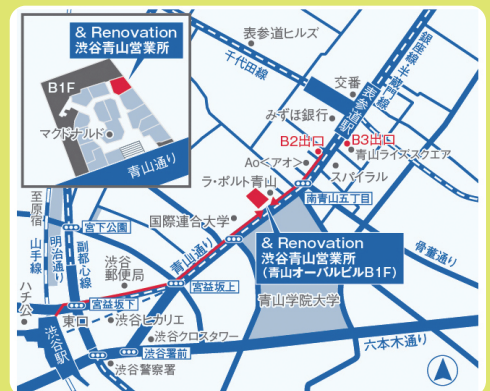 & Renovation
渋谷青山営業所
B1F
マクドナルド
青山通り
表参道ヒルズ
千代田線
銀座線・半蔵門線
表参道駅
交番
みずほ銀行
B2出口
B3出口
Ao<アオ>
青山ライズスクエア
スパイラル
ラ・ポルト青山
南青山五丁目
国際連合大学
& Renovation
渋谷青山営業所
(青山オーバルビルB1F)
骨董通り
至原宿
山手線
明治通り
副都心線
宮下公園
青山通り
渋谷
郵便局
宮益坂上
宮益坂下
青山学院大学
ハチ公
東口
渋谷駅
渋谷ヒカリエ
渋谷クロスタワー
渋谷署前
渋谷警察署
六本木通り